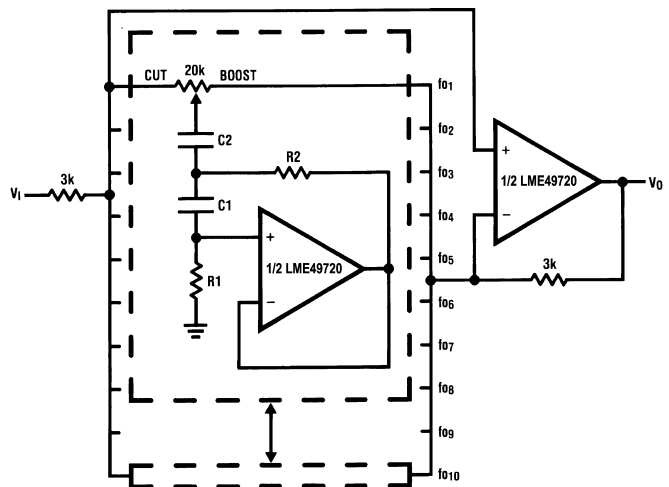 CUT 20k BOOST
fo1
C2
fo2
R2
+
fo3
VI 3k
1/2 LME49720
VO
C1
fo4
+
−
1/2 LME49720
fo5
R1
3k
−
fo6
fo7
fo8
fo9
fo10